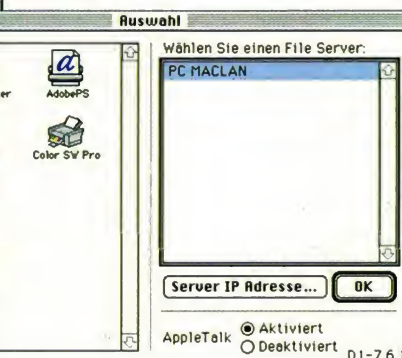 Auswahl
Wählen Sie einen File Server:
PC MACLAN
er
AdobePS
Color SW Pro
Server IP Adresse...
OK
AppleTalk
Aktiviert
Deaktiviert
D1-7.6